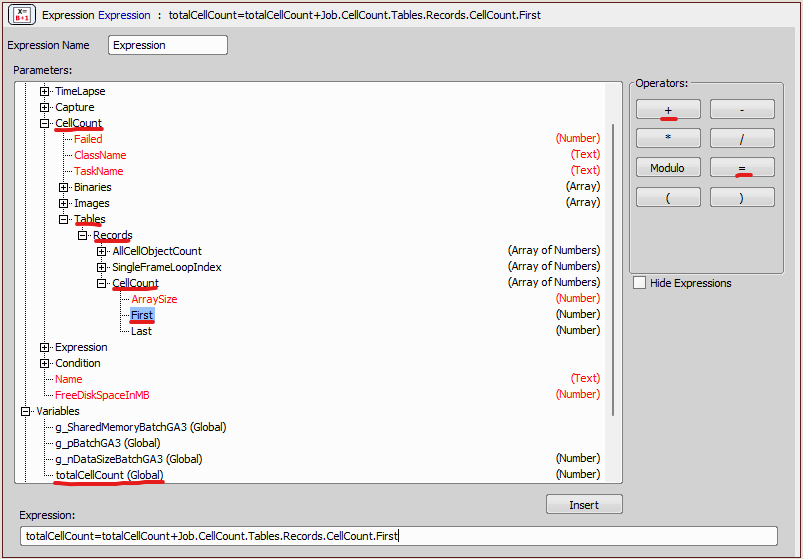 X=
B+1
Expression Expression : totalCellCount=totalCellCount+Job.CellCount.Tables.Records.CellCount.First
Expression Name Expression
Parameters:
Operators:
TimeLapse
Capture
CellCount
Failed (Number)
ClassName (Text)
TaskName (Text)
Binaries (Array)
Images (Array)
Tables
Records
AllCellObjectCount (Array of Numbers)
SingleFrameLoopIndex (Array of Numbers)
CellCount (Array of Numbers)
ArraySize (Number)
First (Number)
Last (Number)
Expression
Condition
Name (Text)
FreeDiskSpaceInMB (Number)
Variables
g_SharedMemoryBatchGA3 (Global)
g_pBatchGA3 (Global)
g_nDataSizeBatchGA3 (Global) (Number)
totalCellCount (Global) (Number)
+ -
* /
Modulo =
( )
Hide Expressions
Insert
Expression:
totalCellCount=totalCellCount+Job.CellCount.Tables.Records.CellCount.First